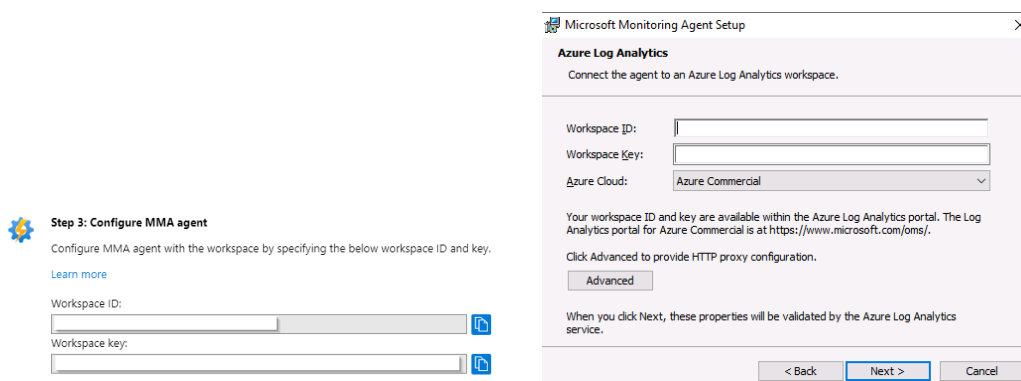 Step 3: Configure MMA agent
Configure MMA agent with the workspace by specifying the below workspace ID and key.
Learn more
Workspace ID:
Workspace key:
Microsoft Monitoring Agent Setup
Azure Log Analytics
Connect the agent to an Azure Log Analytics workspace.
Workspace ID:
Workspace Key:
Azure Cloud:
Azure Commercial
Your workspace ID and key are available within the Azure Log Analytics portal. The Log
Analytics portal for Azure Commercial is at https://www.microsoft.com/oms/.
Click Advanced to provide HTTP proxy configuration.
Advanced
When you click Next, these properties will be validated by the Azure Log Analytics
service.
< Back
Next >
Cancel